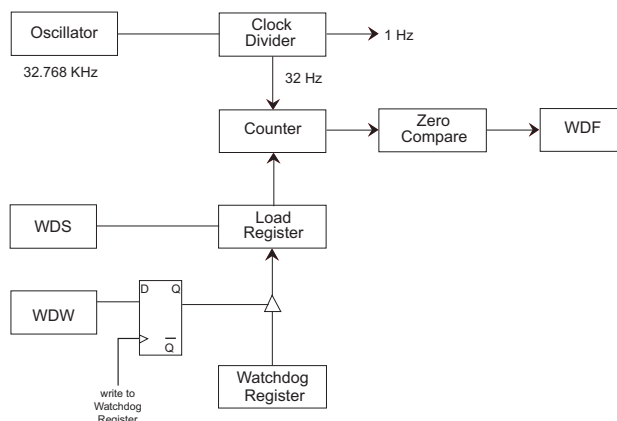 Oscillator
Clock
Divider
1 Hz
32.768 KHz
32 Hz
Counter
Zero
Compare
WDF
WDS
Load
Register
WDW
D Q
Q
Watchdog
Register
write to
Watchdog
Register